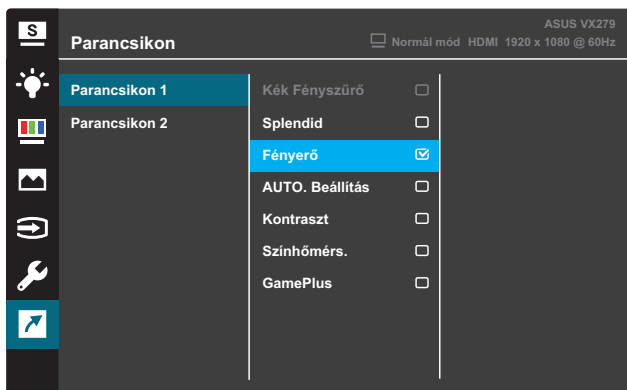 S
ASUS VX279
Parancsikon
Normál mód HDMI 1920 x 1080 @ 60Hz
Parancsikon 1
Parancsikon 2
Kék Fényszűrő
Splendid
Fényerő
AUTO. Beállítás
Kontraszt
Színhőmérs.
GamePlus